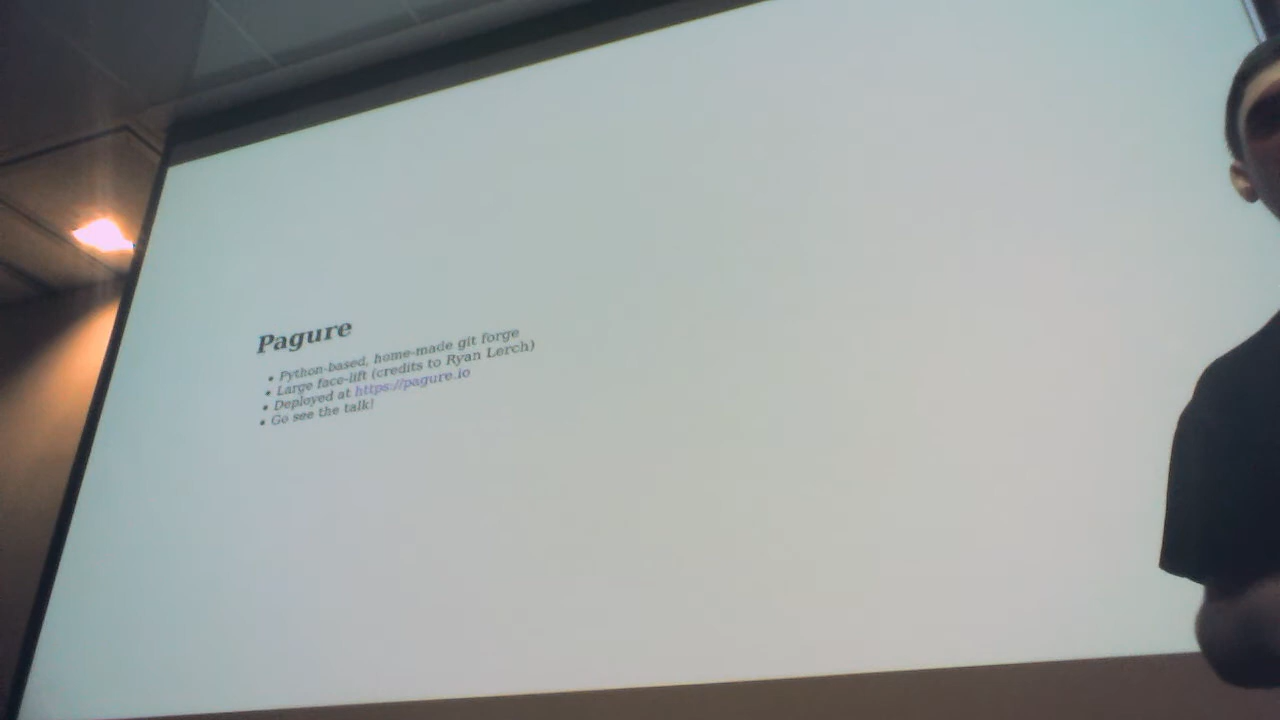 Pagure
• Python-based, home-made git forge
• Large face-lift (credits to Ryan Lerch)
• Deployed at https://pagure.io
• Go see the talk!